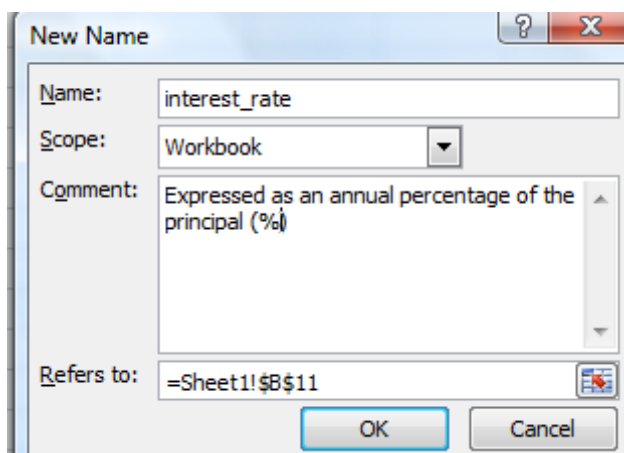 New Name
?
X
Name:
interest_rate
Scope:
Workbook
Comment:
Expressed as an annual percentage of the
principal (%)
Refers to:
=Sheet1!$B$11
OK
Cancel